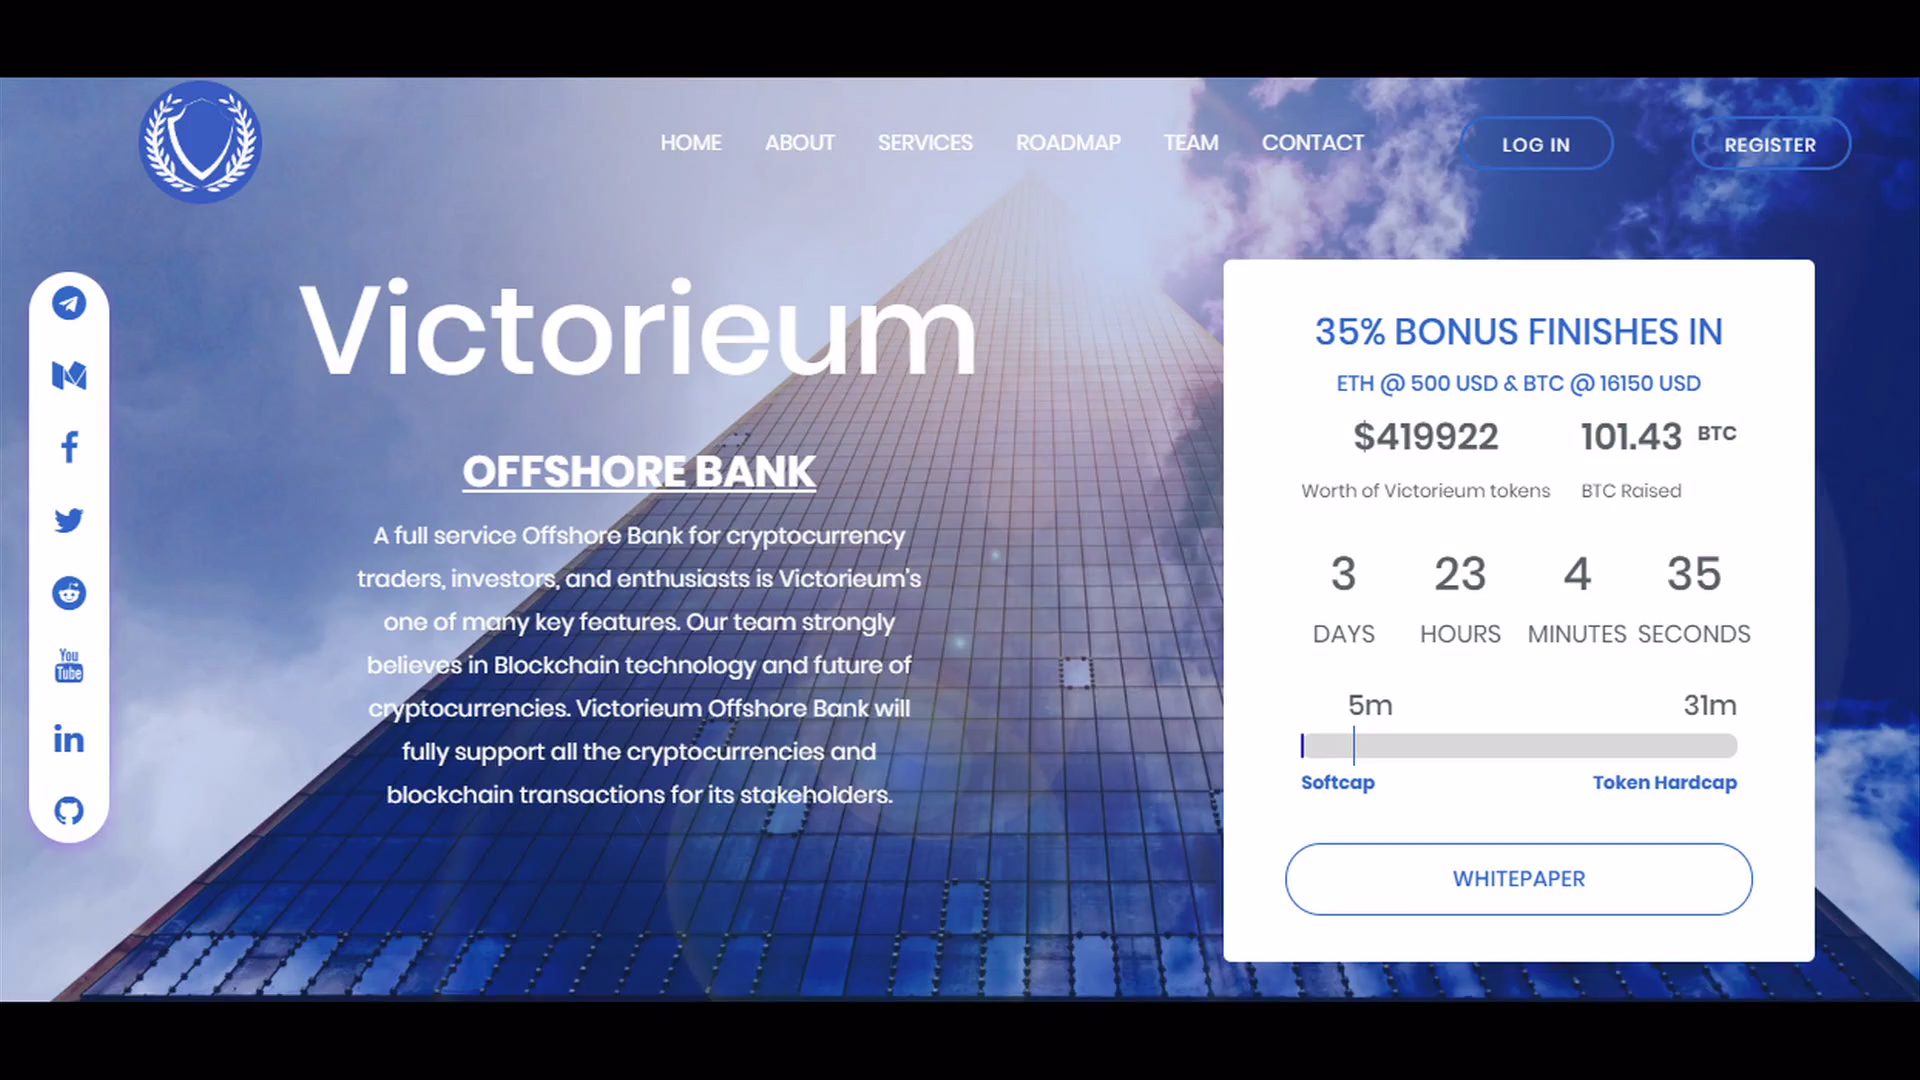 HOME ABOUT SERVICES ROADMAP TEAM CONTACT LOG IN REGISTER
Victorieum
OFFSHORE BANK
A full service Offshore Bank for cryptocurrency
traders, investors, and enthusiasts is Victorieum's
one of many key features. Our team strongly
believes in Blockchain technology and future of
cryptocurrencies. Victorieum Offshore Bank will
fully support all the cryptocurrencies and
blockchain transactions for its stakeholders.
You
Tube
in
35% BONUS FINISHES IN
ETH @ 500 USD & BTC @ 16150 USD
$419922 101.43 BTC
Worth of Victorieum tokens BTC Raised
3 23 4 35
DAYS HOURS MINUTES SECONDS
5m 31m
Softcap Token Hardcap
WHITEPAPER